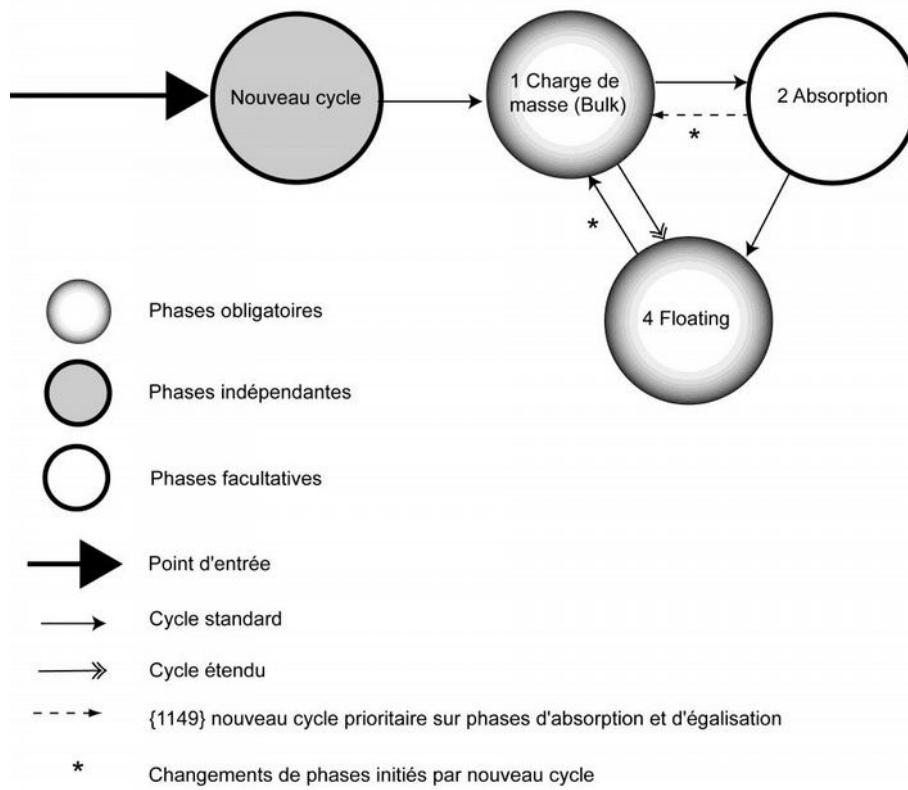 Nouveau cycle
1 Charge de
masse (Bulk)
2 Absorption
*
*
4 Floating
Phases obligatoires
Phases indépendantes
Phases facultatives
Point d'entrée
Cycle standard
Cycle étendu
{1149} nouveau cycle prioritaire sur phases d'absorption et d'égalisation
* Changements de phases initiés par nouveau cycle